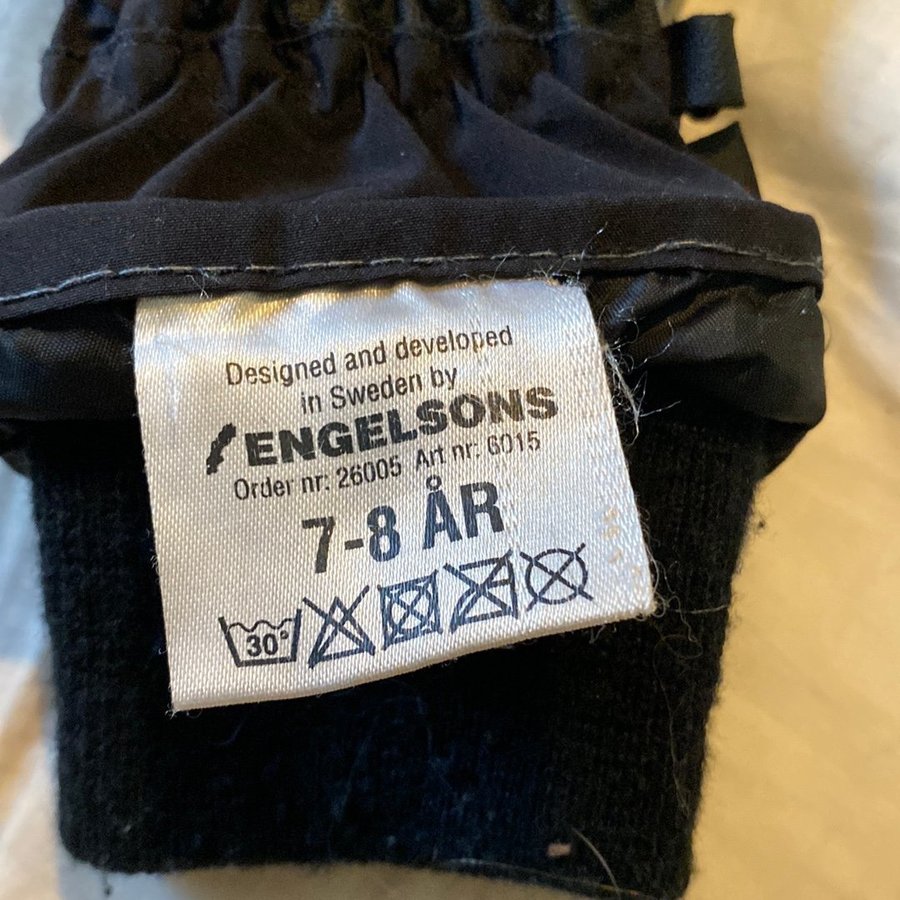 Designed and developed
in Sweden by
ENGELSONS
Order nr: 26005 Art nr: 6015
7-8 ÅR
30°